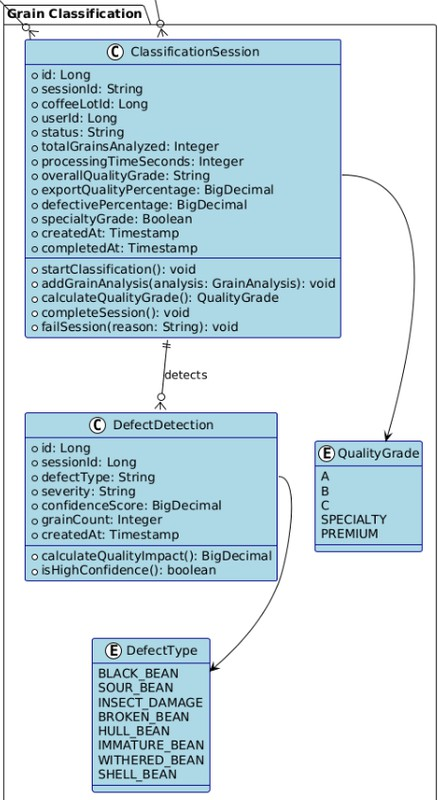 Grain Classification
C ClassificationSession
id: Long
sessionId: String
coffeeLotId: Long
userId: Long
status: String
totalGrainsAnalyzed: Integer
processingTimeSeconds: Integer
overallQualityGrade: String
exportQualityPercentage: BigDecimal
defectivePercentage: BigDecimal
specialtyGrade: Boolean
createdAt: Timestamp
completedAt: Timestamp
startClassification(): void
addGrainAnalysis(analysis: GrainAnalysis): void
calculateQualityGrade(): QualityGrade
completeSession(): void
failSession(reason: String): void
detects
C DefectDetection
id: Long
sessionId: Long
defectType: String
severity: String
confidenceScore: BigDecimal
grainCount: Integer
createdAt: Timestamp
calculateQualityImpact(): BigDecimal
isHighConfidence(): boolean
E QualityGrade
A
B
C
SPECIALTY
PREMIUM
E DefectType
BLACK_BEAN
SOUR_BEAN
INSECT_DAMAGE
BROKEN_BEAN
HULL_BEAN
IMMATURE_BEAN
WITHERED_BEAN
SHELL_BEAN